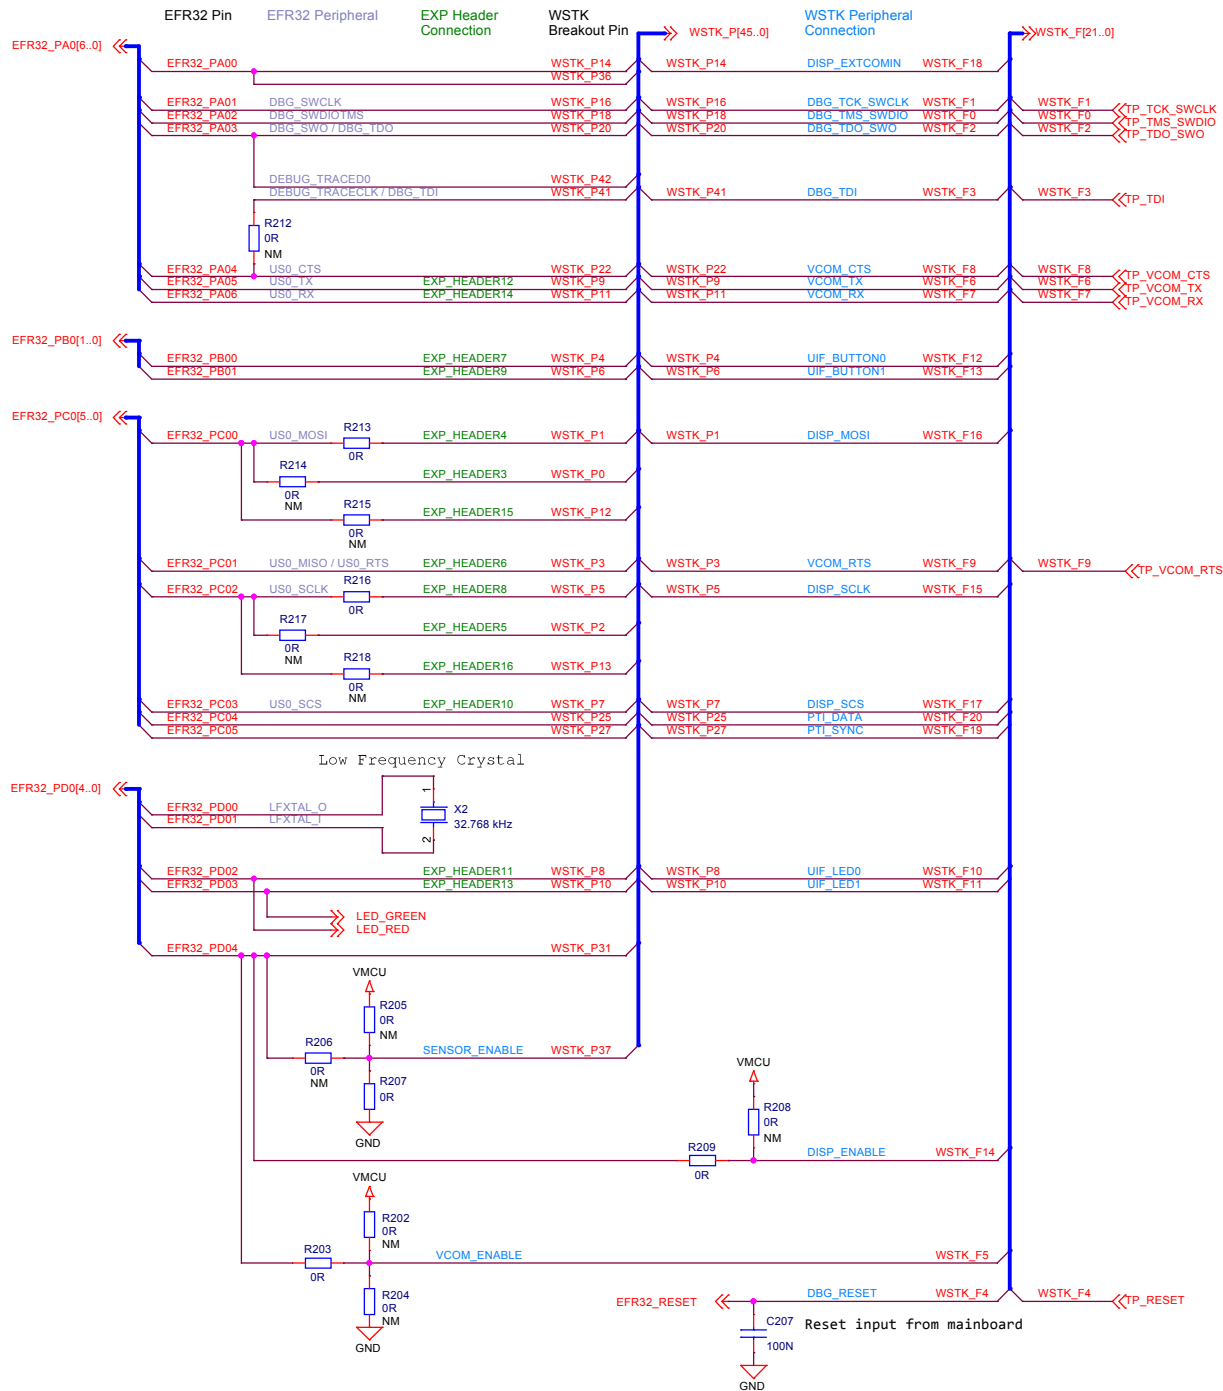 EFR32 Pin EFR32 Peripheral EXP Header Connection WSTK Breakout Pin WSTK Peripheral Connection
EFR32_PA0[6..0] WSTK_P[45..0] WSTK_F[21..0]
EFR32_PA00 WSTK_P14 WSTK_P14 DISP_EXTCOMIN WSTK_F18
WSTK_P36
EFR32_PA01 DBG_SWCLK WSTK_P16 WSTK_P16 DBG_TCK_SWCLK WSTK_F1 WSTK_F1 TP_TCK_SWCLK
EFR32_PA02 DBG_SWDIOTMS WSTK_P18 WSTK_P18 DBG_TMS_SWDIO WSTK_F0 WSTK_F0 TP_TMS_SWDIO
EFR32_PA03 DBG_SWO / DBG_TDO WSTK_P20 WSTK_P20 DBG_TDO_SWO WSTK_F2 WSTK_F2 TP_TDO_SWO
DEBUG_TRACED0 WSTK_P42
DEBUG_TRACECLK / DBG_TDI WSTK_P41 WSTK_P41 DBG_TDI WSTK_F3 WSTK_F3 TP_TDI
R212
0R
NM
EFR32_PA04 US0_CTS WSTK_P22 WSTK_P22 VCOM_CTS WSTK_F8 WSTK_F8 TP_VCOM_CTS
EFR32_PA05 US0_TX EXP_HEADER12 WSTK_P9 WSTK_P9 VCOM_TX WSTK_F6 WSTK_F6 TP_VCOM_TX
EFR32_PA06 US0_RX EXP_HEADER14 WSTK_P11 WSTK_P11 VCOM_RX WSTK_F7 WSTK_F7 TP_VCOM_RX
EFR32_PB0[1..0]
EFR32_PB00 EXP_HEADER7 WSTK_P4 WSTK_P4 UIF_BUTTON0 WSTK_F12
EFR32_PB01 EXP_HEADER9 WSTK_P6 WSTK_P6 UIF_BUTTON1 WSTK_F13
EFR32_PC0[5..0]
R213
EFR32_PC00 US0_MOSI EXP_HEADER4 WSTK_P1 WSTK_P1 DISP_MOSI WSTK_F16
0R
R214
EXP_HEADER3 WSTK_P0
0R
NM
R215
EXP_HEADER15 WSTK_P12
0R
NM
EFR32_PC01 US0_MISO / US0_RTS EXP_HEADER6 WSTK_P3 WSTK_P3 VCOM_RTS WSTK_F9 WSTK_F9 TP_VCOM_RTS
R216
EFR32_PC02 US0_SCLK EXP_HEADER8 WSTK_P5 WSTK_P5 DISP_SCLK WSTK_F15
0R
R217
EXP_HEADER5 WSTK_P2
0R
NM
R218
EXP_HEADER16 WSTK_P13
0R
NM
EFR32_PC03 US0_SCS EXP_HEADER10 WSTK_P7 WSTK_P7 DISP_SCS WSTK_F17
EFR32_PC04 WSTK_P25 WSTK_P25 PTI_DATA WSTK_F20
EFR32_PC05 WSTK_P27 WSTK_P27 PTI_SYNC WSTK_F19
Low Frequency Crystal
EFR32_PD0[4..0]
1
EFR32_PD00 LFXTAL_O X2
EFR32_PD01 LFXTAL_I 32.768 kHz
2
EFR32_PD02 EXP_HEADER11 WSTK_P8 WSTK_P8 UIF_LED0 WSTK_F10
EFR32_PD03 EXP_HEADER13 WSTK_P10 WSTK_P10 UIF_LED1 WSTK_F11
LED_GREEN
LED_RED
EFR32_PD04 WSTK_P31
VMCU
R205
0R
NM
R206 SENSOR_ENABLE WSTK_P37
0R
NM
R207
0R
GND
VMCU
R208
0R
NM
R209 DISP_ENABLE WSTK_F14
0R
VMCU
R202
0R
NM
R203 VCOM_ENABLE WSTK_F5
0R
R204
0R
NM
GND
EFR32_RESET DBG_RESET WSTK_F4 WSTK_F4 TP_RESET
C207 Reset input from mainboard
100N
GND